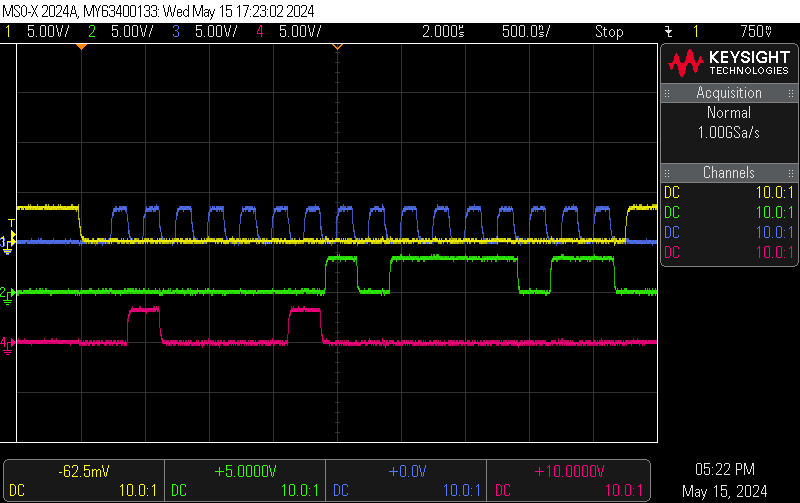 MSO-X 2024A, MY63400133: Wed May 15 17:23:02 2024
1 5.00V/ 2 5.00V/ 3 5.00V/ 4 5.00V/ 2.000s 500.0s/ Stop 1 750
KEYSIGHT
TECHNOLOGIES
Acquisition
Normal
1.00GSa/s
Channels
DC 10.0:1
DC 10.0:1
DC 10.0:1
DC 10.0:1
T
1
2
4
-62.5mV +5.0000V +0.0V +10.0000V
DC 10.0:1 DC 10.0:1 DC 10.0:1 DC 10.0:1
05:22 PM
May 15, 2024